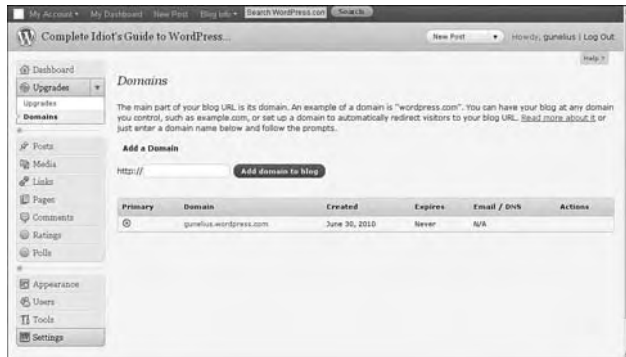 My Account My Dashboard New Post Blog Info Search WordPress.com Search
Complete Idiot's Guide to WordPress... New Post Howdy, gunelius | Log Out
Help
Dashboard
Upgrades
Upgrades
Domains
Posts
Media
Links
Pages
Comments
Ratings
Polls
Appearance
Users
Tools
Settings
Domains
The main part of your blog URL is its domain. An example of a domain is "wordpress.com". You can have your blog at any domain
you control, such as example.com, or set up a domain to automatically redirect visitors to your blog URL. Read more about it or
just enter a domain name below and follow the prompts.
Add a Domain
http:// Add domain to blog
Primary Domain Created Expires Email / DNS Actions
gunelius.wordpress.com June 30, 2010 Never N/A